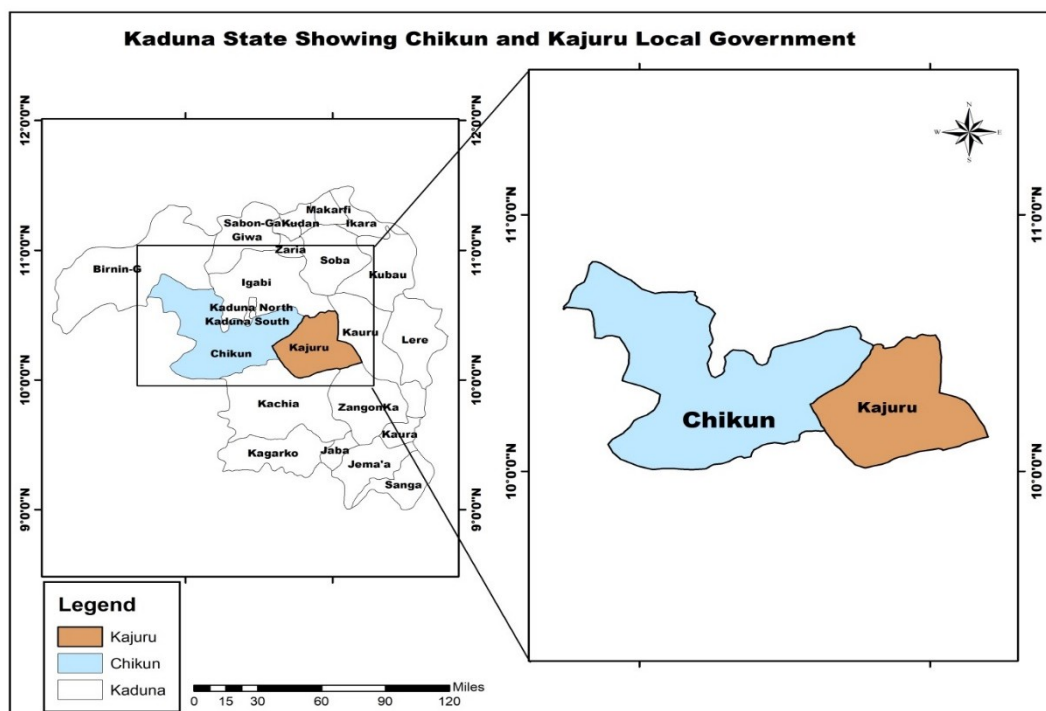 Kaduna State Showing Chikun and Kajuru Local Government
12°0'0"N
11°0'0"N
10°0'0"N
9°0'0"N
Makarfi
Sabon-Ga Kudan Ikara
Giwa
Zaria
Soba
Birnin-G
Kubau
Igabi
Kaduna North
Kaduna South
Kauru
Lere
Chikun
Kajuru
Kachia
ZangonKa
Kaura
Kagarko
Jaba
Jema'a
Sanga
12°0'0"N
11°0'0"N
10°0'0"N
9°0'0"N
N
W E
S
11°0'0"N
10°0'0"N
Chikun
Kajuru
11°0'0"N
10°0'0"N
Legend
Kajuru
Chikun
Kaduna
Miles
0 15 30 60 90 120